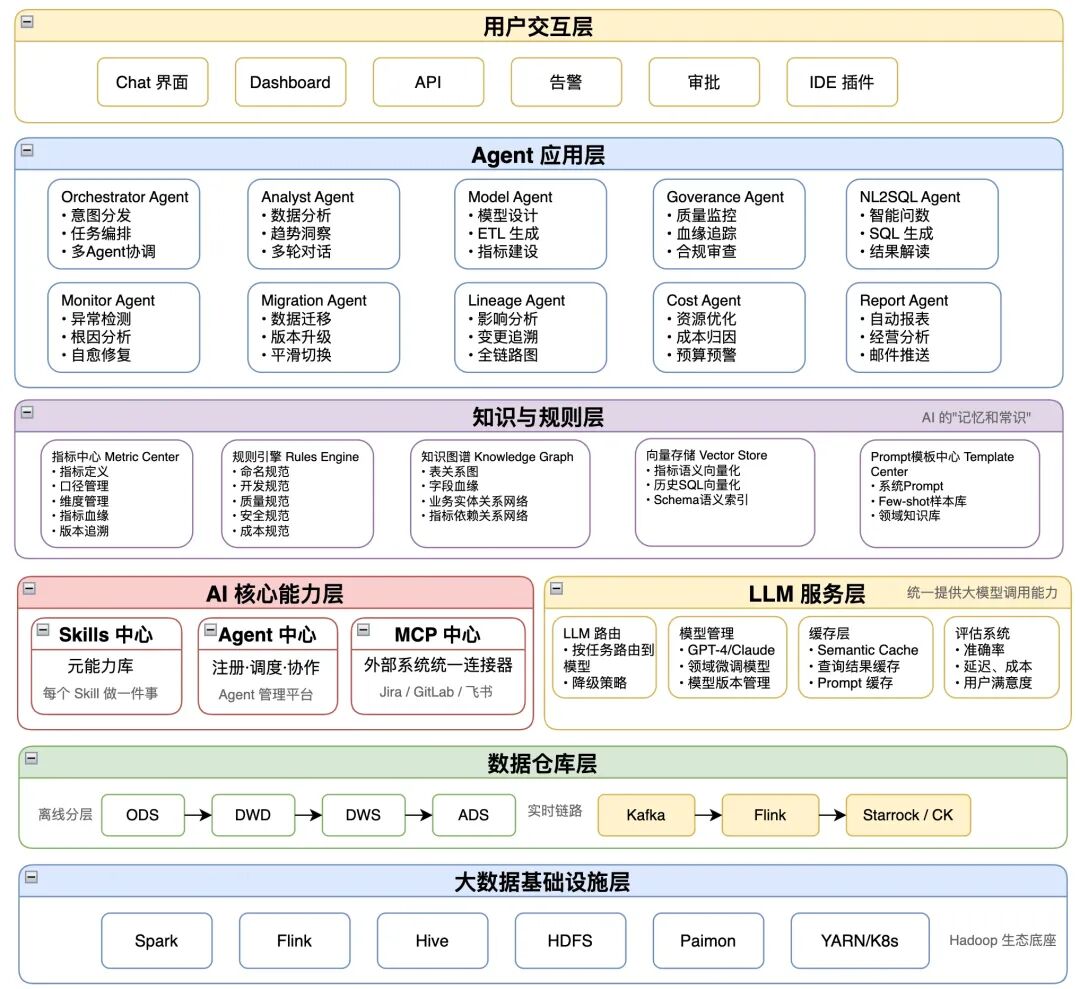 用户交互层
Chat 界面
Dashboard
API
告警
审批
IDE 插件
Agent 应用层
Orchestrator Agent
• 意图分发
• 任务编排
• 多Agent协调
Analyst Agent
• 数据分析
• 趋势洞察
• 多轮对话
Model Agent
• 模型设计
• ETL 生成
• 指标建设
Goverance Agent
• 质量监控
• 血缘追踪
• 合规审查
NL2SQL Agent
• 智能问数
• SQL 生成
• 结果解读
Monitor Agent
• 异常检测
• 根因分析
• 自愈修复
Migration Agent
• 数据迁移
• 版本升级
• 平滑切换
Lineage Agent
• 影响分析
• 变更追溯
• 全链路图
Cost Agent
• 资源优化
• 成本归因
• 预算预警
Report Agent
• 自动报表
• 经营分析
• 邮件推送
知识与规则层
AI 的"记忆和常识"
指标中心 Metric Center
• 指标定义
• 口径管理
• 维度管理
• 指标血缘
• 版本追溯
规则引擎 Rules Engine
• 命名规范
• 开发规范
• 质量规范
• 安全规范
• 成本规范
知识图谱 Knowledge Graph
• 表关系图
• 字段血缘
• 业务实体关系网络
• 指标依赖关系网络
向量存储 Vector Store
• 指标语义向量化
• 历史SQL向量化
• Schema语义索引
Prompt模板中心 Template
Center
• 系统Prompt
• Few-shot样本库
• 领域知识库
AI 核心能力层
Skills 中心
元能力库
每个 Skill 做一件事
Agent 中心
注册·调度·协作
Agent 管理平台
MCP 中心
外部系统统一连接器
Jira / GitLab / 飞书
LLM 服务层
统一提供大模型调用能力
LLM 路由
• 按任务路由到
模型
• 降级策略
模型管理
• GPT-4/Claude
• 领域微调模型
• 模型版本管理
缓存层
• Semantic Cache
• 查询结果缓存
• Prompt 缓存
评估系统
• 准确率
• 延迟、成本
• 用户满意度
数据仓库层
离线分层
ODS
DWD
DWS
ADS
实时链路
Kafka
Flink
Starrock / CK
大数据基础设施层
Spark
Flink
Hive
HDFS
Paimon
YARN/K8s
Hadoop 生态底座